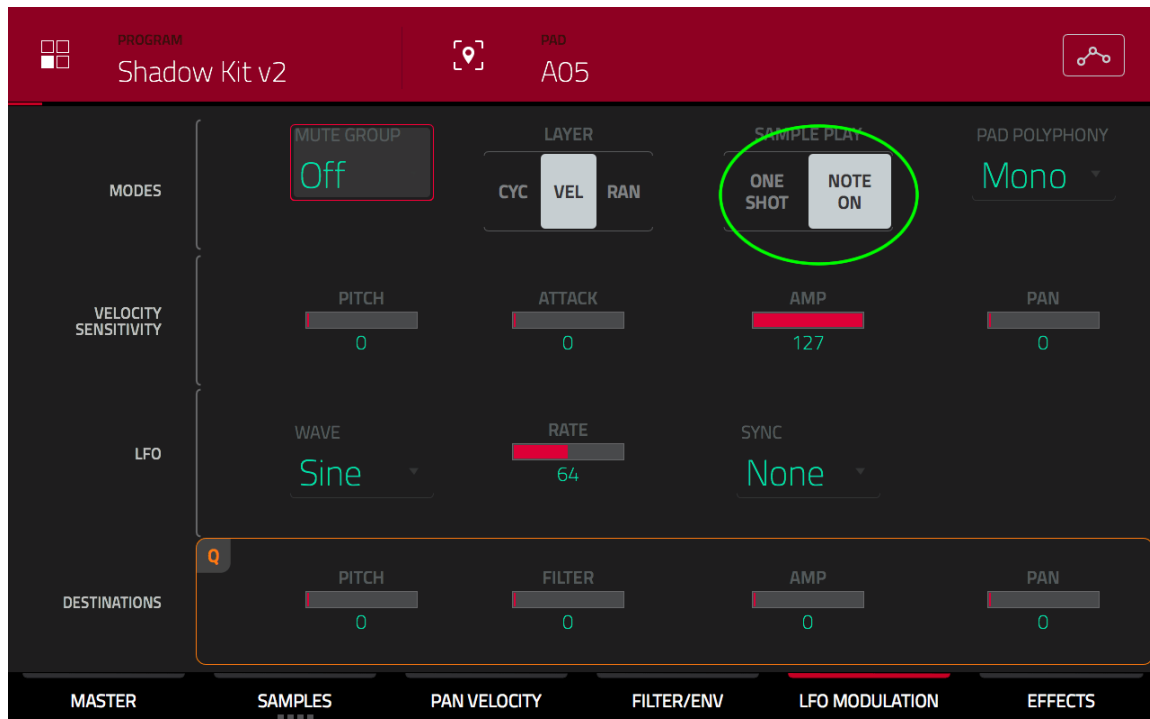 PROGRAM
Shadow Kit v2
PAD
A05
MODES
MUTE GROUP
Off
LAYER
CYC VEL RAN
SAMPLE PLAY
ONE SHOT
NOTE ON
PAD POLYPHONY
Mono
VELOCITY
SENSITIVITY
PITCH
0
ATTACK
0
AMP
127
PAN
0
LFO
WAVE
Sine
RATE
64
SYNC
None
Q
DESTINATIONS
PITCH
0
FILTER
0
AMP
0
PAN
0
MASTER SAMPLES PAN VELOCITY FILTER/ENV LFO MODULATION EFFECTS